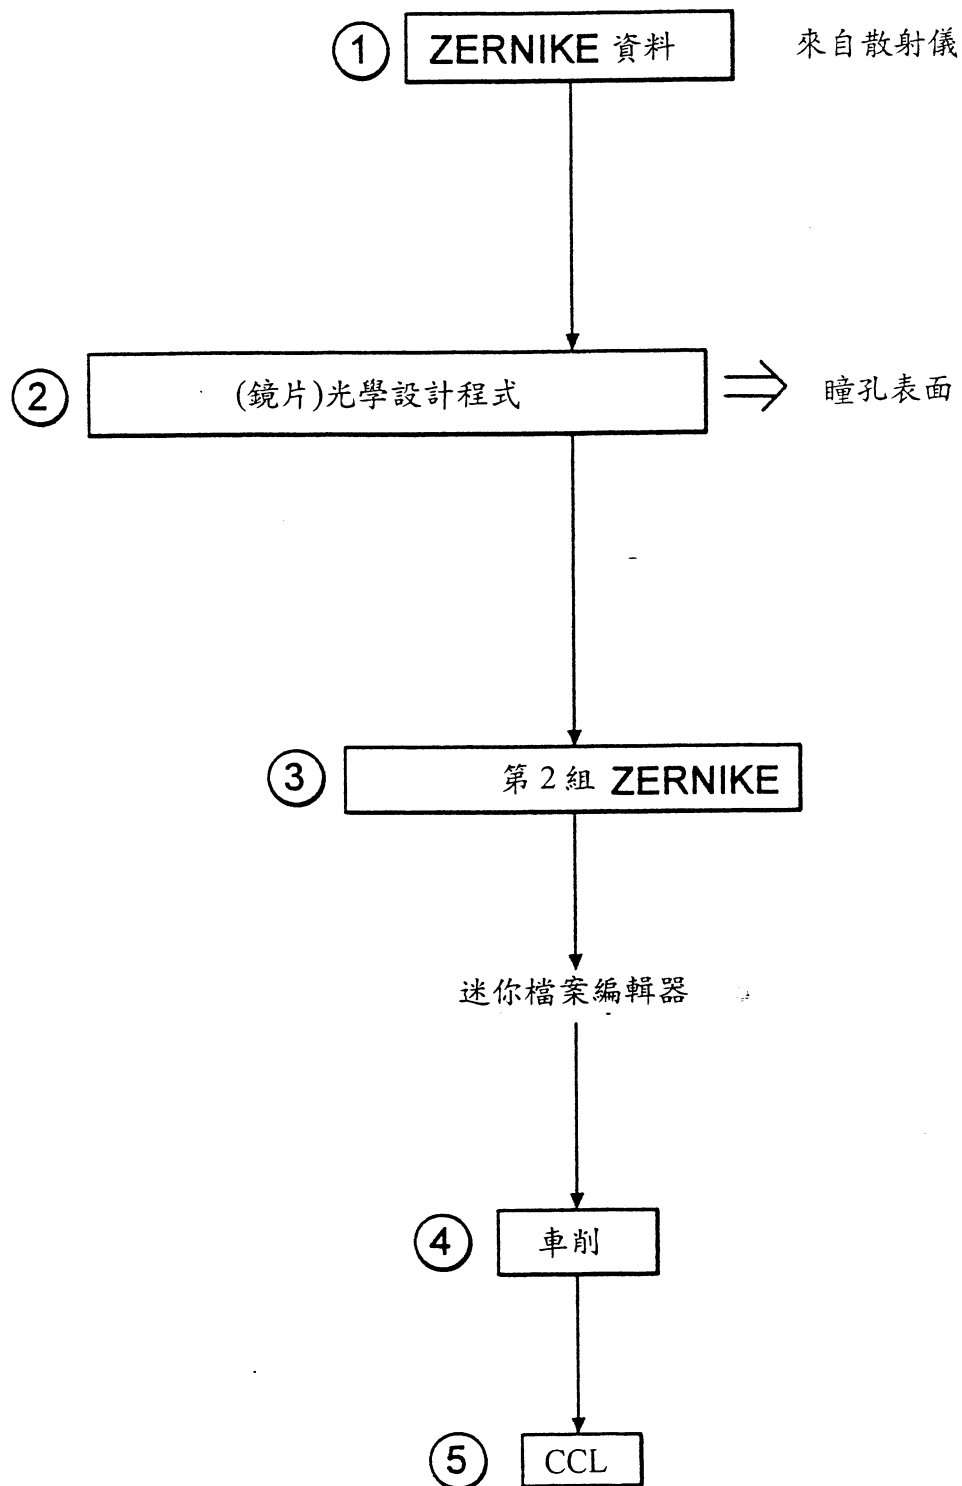 ① ZERNIKE 資料 來自散射儀
② (鏡片)光學設計程式 瞳孔表面
③ 第2組 ZERNIKE
迷你檔案編輯器
④ 車削
⑤ CCL